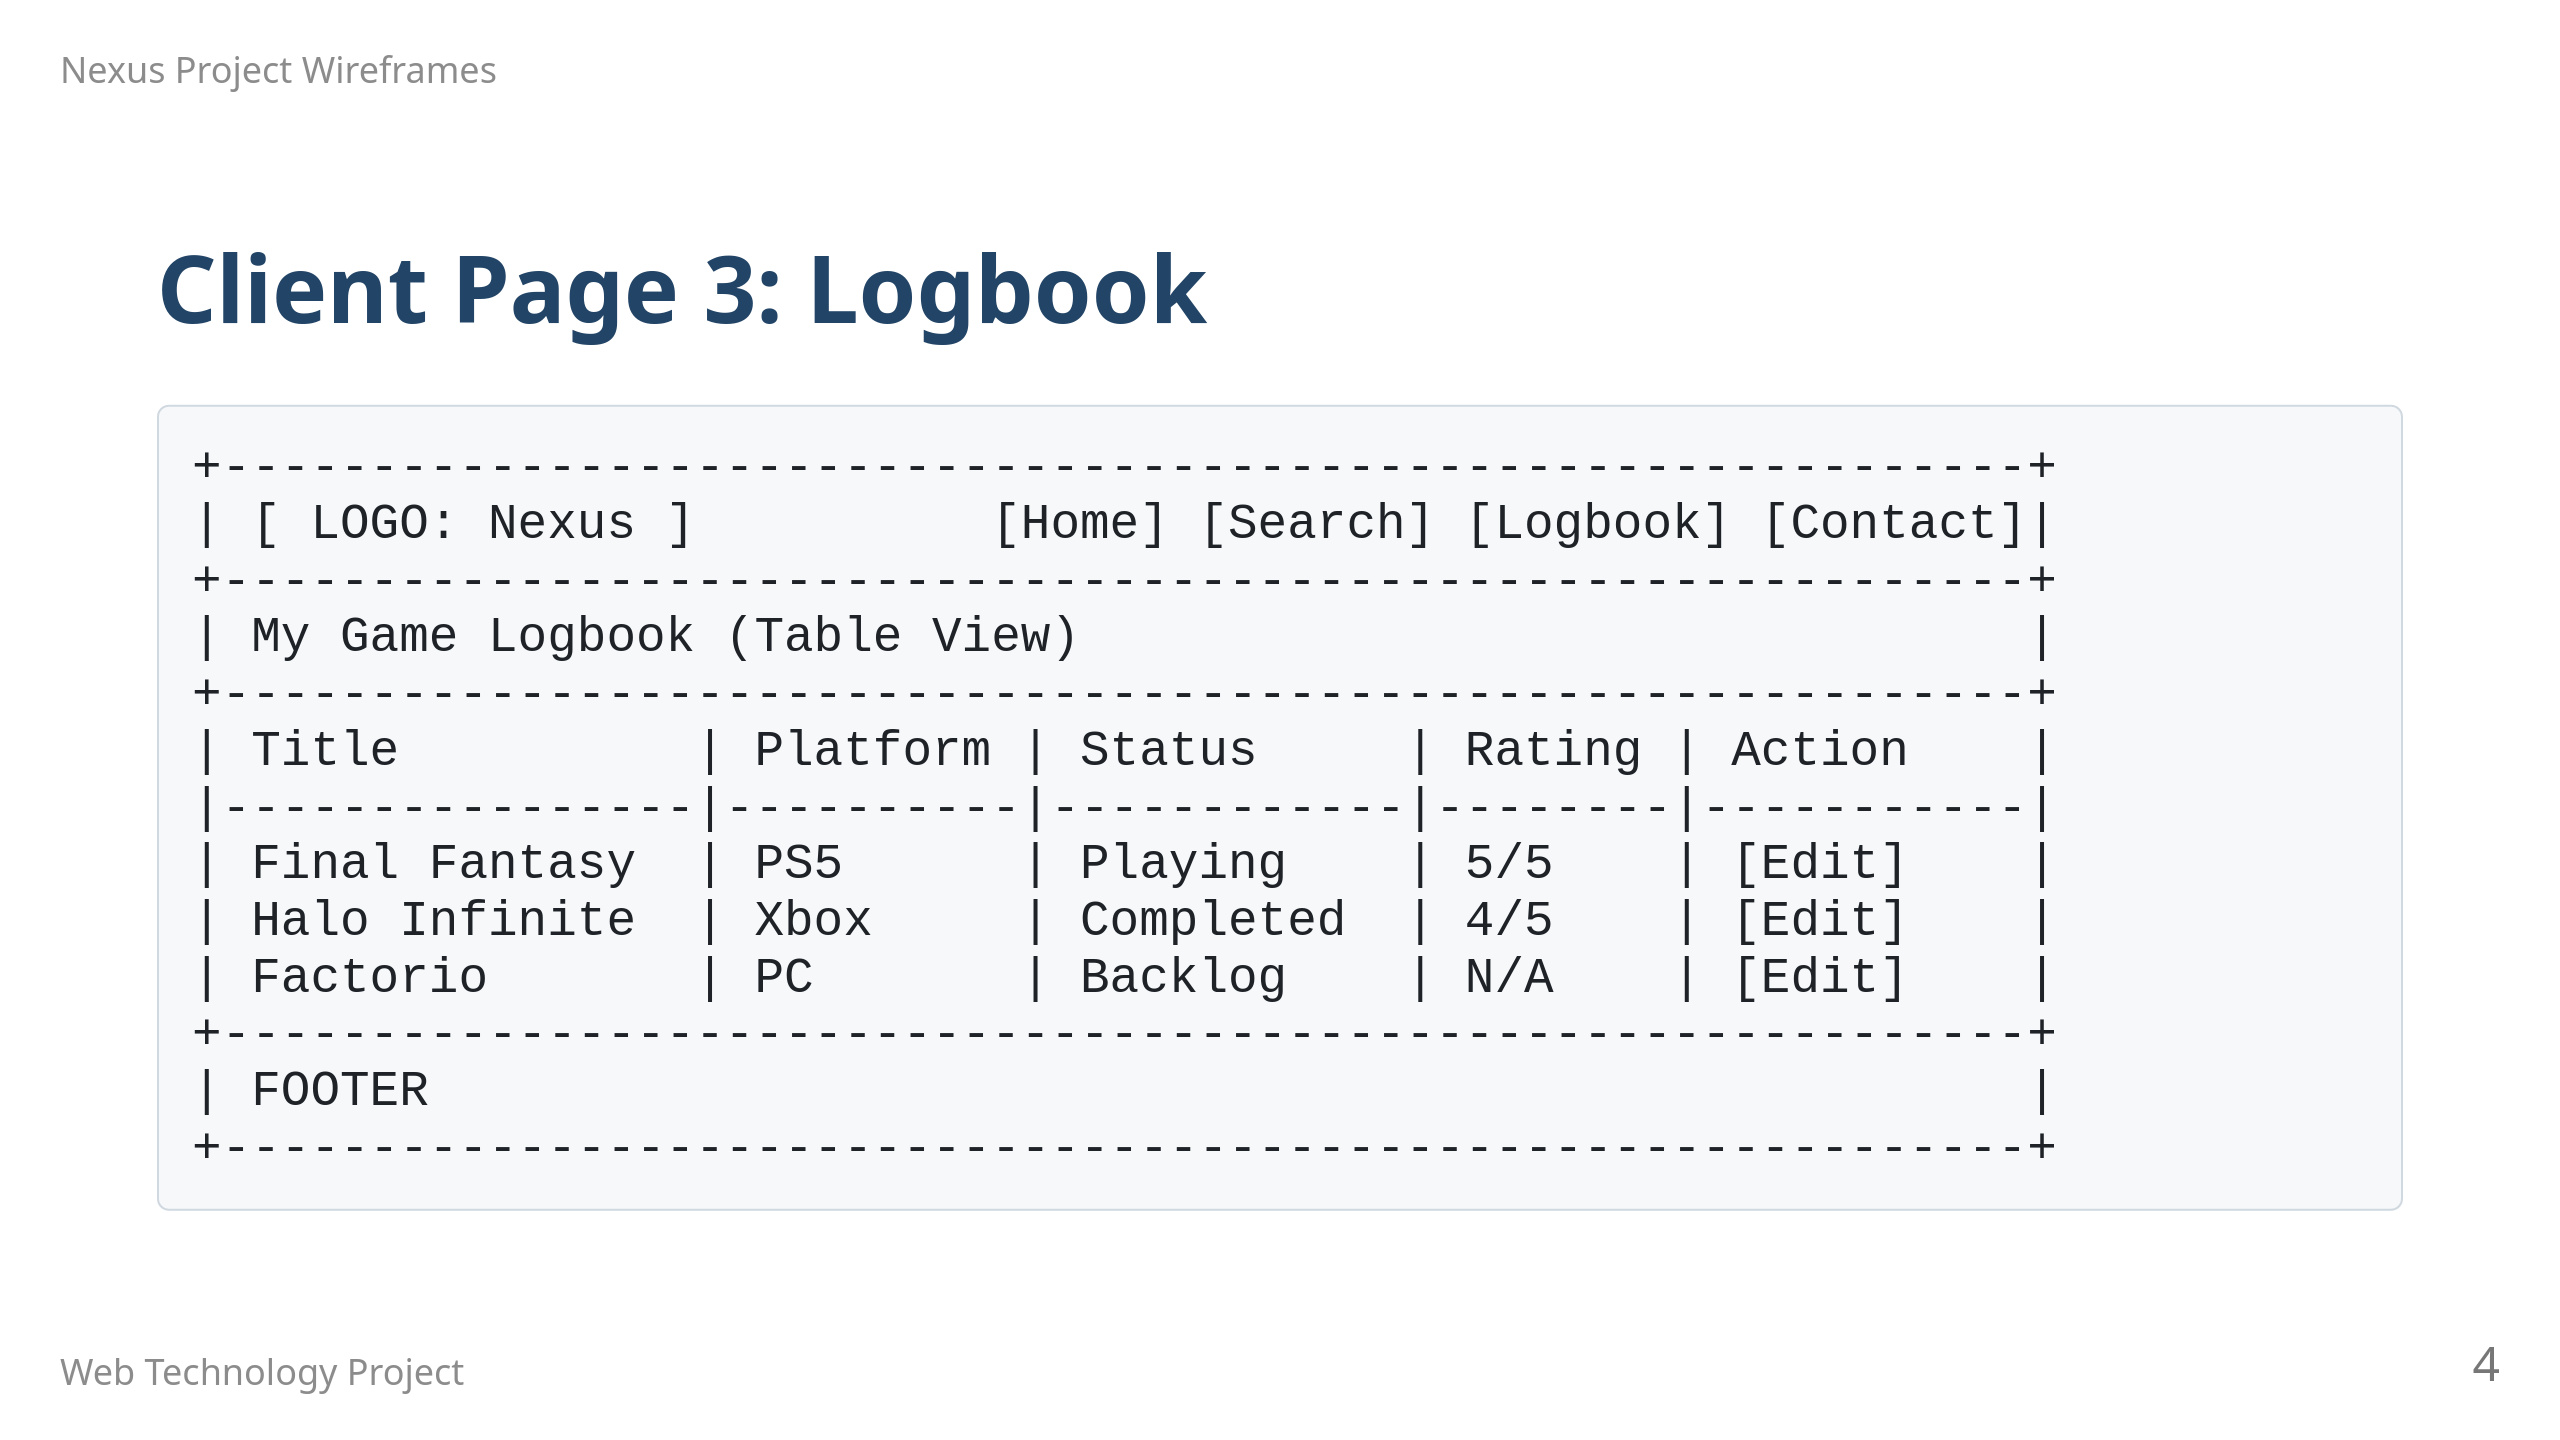 Nexus Project Wireframes
Client Page 3: Logbook
+-------------------------------------------------------------+
| [ LOGO: Nexus ]          [Home] [Search] [Logbook] [Contact]|
+-------------------------------------------------------------+
| My Game Logbook (Table View)                                |
+-------------------------------------------------------------+
| Title          | Platform | Status     | Rating | Action    |
|----------------|----------|------------|--------|-----------|
| Final Fantasy  | PS5      | Playing    | 5/5    | [Edit]    |
| Halo Infinite  | Xbox     | Completed  | 4/5    | [Edit]    |
| Factorio       | PC       | Backlog    | N/A    | [Edit]    |
+-------------------------------------------------------------+
| FOOTER                                                      |
+-------------------------------------------------------------+
Web Technology Project
4